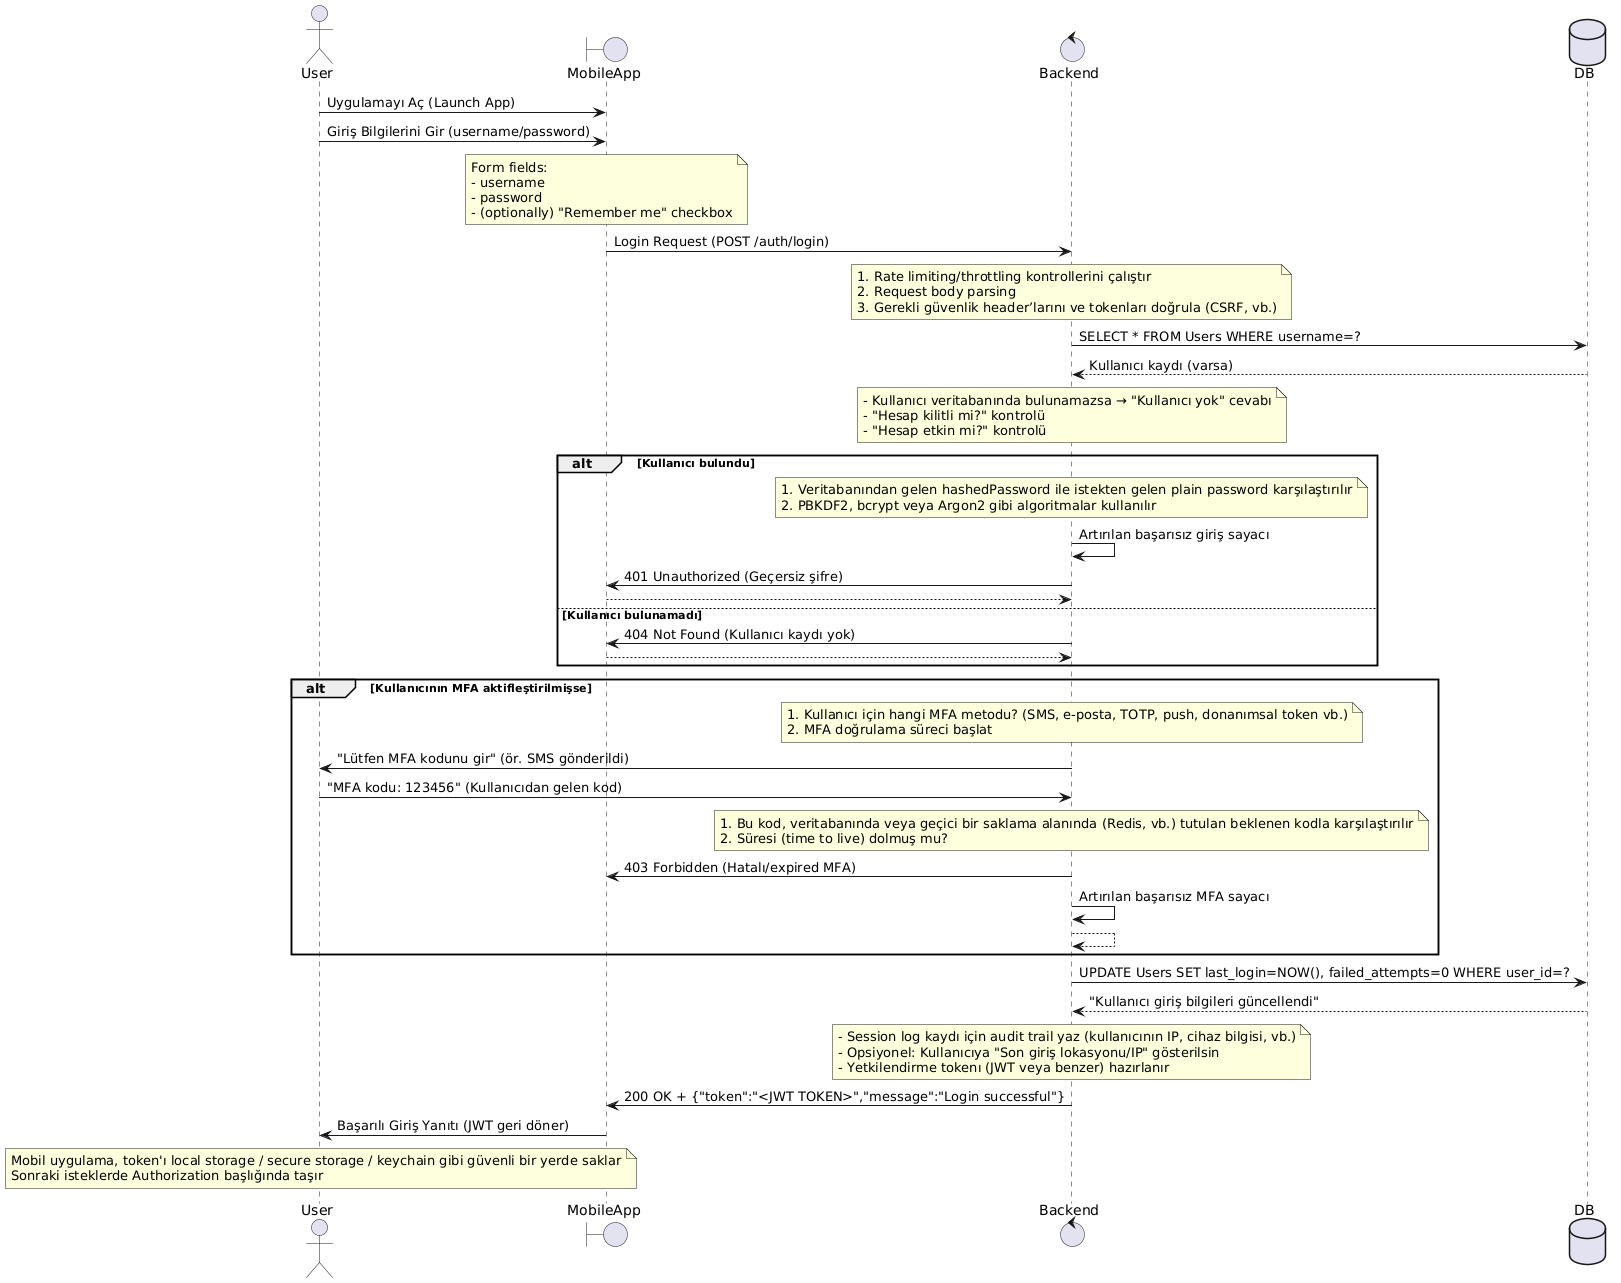 User
MobileApp
Backend
DB
Uygulamayı Aç (Launch App)
Giriş Bilgilerini Gir (username/password)
Form fields:
- username
- password
- (optionally) "Remember me" checkbox
Login Request (POST /auth/login)
1. Rate limiting/throttling kontrollerini çalıştır
2. Request body parsing
3. Gerekli güvenlik header’larını ve tokenları doğrula (CSRF, vb.)
SELECT * FROM Users WHERE username=?
Kullanıcı kaydı (varsa)
- Kullanıcı veritabanında bulunamazsa → "Kullanıcı yok" cevabı
- "Hesap kilitli mi?" kontrolü
- "Hesap etkin mi?" kontrolü
alt [Kullanıcı bulundu]
1. Veritabanından gelen hashedPassword ile istekten gelen plain password karşılaştırılır
2. PBKDF2, bcrypt veya Argon2 gibi algoritmalar kullanılır
Artırılan başarısız giriş sayacı
401 Unauthorized (Geçersiz şifre)
[Kullanıcı bulunamadı]
404 Not Found (Kullanıcı kaydı yok)
alt [Kullanıcının MFA aktifleştirilmişse]
1. Kullanıcı için hangi MFA metodu? (SMS, e-posta, TOTP, push, donanımsal token vb.)
2. MFA doğrulama süreci başlat
"Lütfen MFA kodunu gir" (ör. SMS gönderildi)
"MFA kodu: 123456" (Kullanıcıdan gelen kod)
1. Bu kod, veritabanında veya geçici bir saklama alanında (Redis, vb.) tutulan beklenen kodla karşılaştırılır
2. Süresi (time to live) dolmuş mu?
403 Forbidden (Hatalı/expired MFA)
Artırılan başarısız MFA sayacı
UPDATE Users SET last_login=NOW(), failed_attempts=0 WHERE user_id=?
"Kullanıcı giriş bilgileri güncellendi"
- Session log kaydı için audit trail yaz (kullanıcının IP, cihaz bilgisi, vb.)
- Opsiyonel: Kullanıcıya "Son giriş lokasyonu/IP" gösterilsin
- Yetkilendirme tokenı (JWT veya benzer) hazırlanır
200 OK + {"token":"<JWT TOKEN>","message":"Login successful"}
Başarılı Giriş Yanıtı (JWT geri döner)
Mobil uygulama, token'ı local storage / secure storage / keychain gibi güvenli bir yerde saklar
Sonraki isteklerde Authorization başlığında taşır
User
MobileApp
Backend
DB